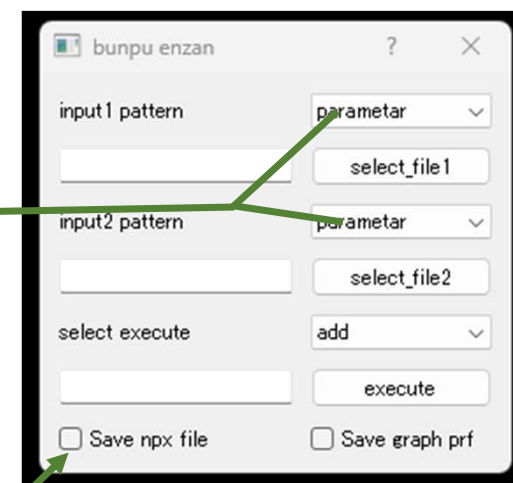 bunpu enzan ? ×
input1 pattern parametar
select_file1
input2 pattern parametar
select_file2
select execute add
execute
Save npx file Save graph prf